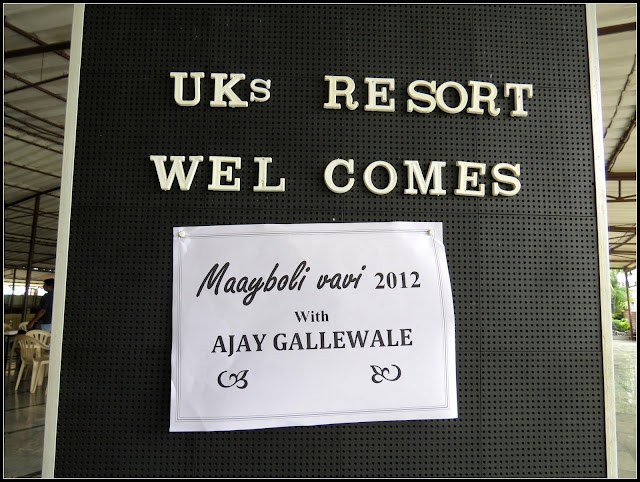 UKs RESORT
WEL COMES
Maayboli vavi 2012
With
AJAY GALLEWALE